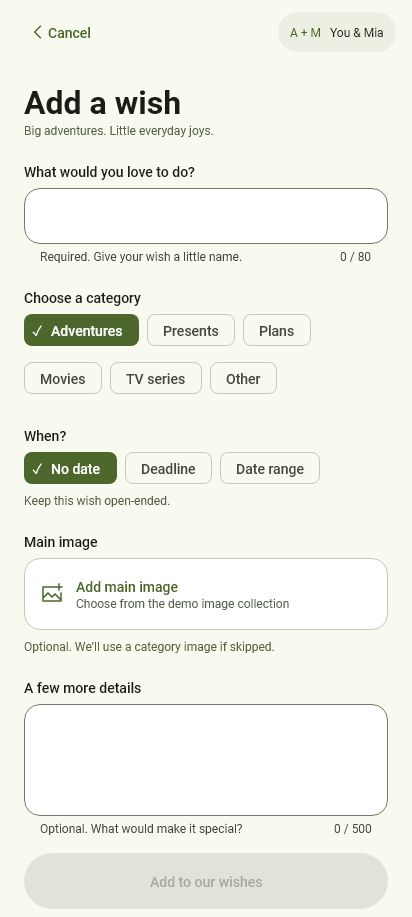 Cancel
A + M You & Mia
Add a wish
Big adventures. Little everyday joys.
What would you love to do?
Required. Give your wish a little name. 0 / 80
Choose a category
✓ Adventures Presents Plans
Movies TV series Other
When?
✓ No date Deadline Date range
Keep this wish open-ended.
Main image
Add main image
Choose from the demo image collection
Optional. We'll use a category image if skipped.
A few more details
Optional. What would make it special? 0 / 500
Add to our wishes